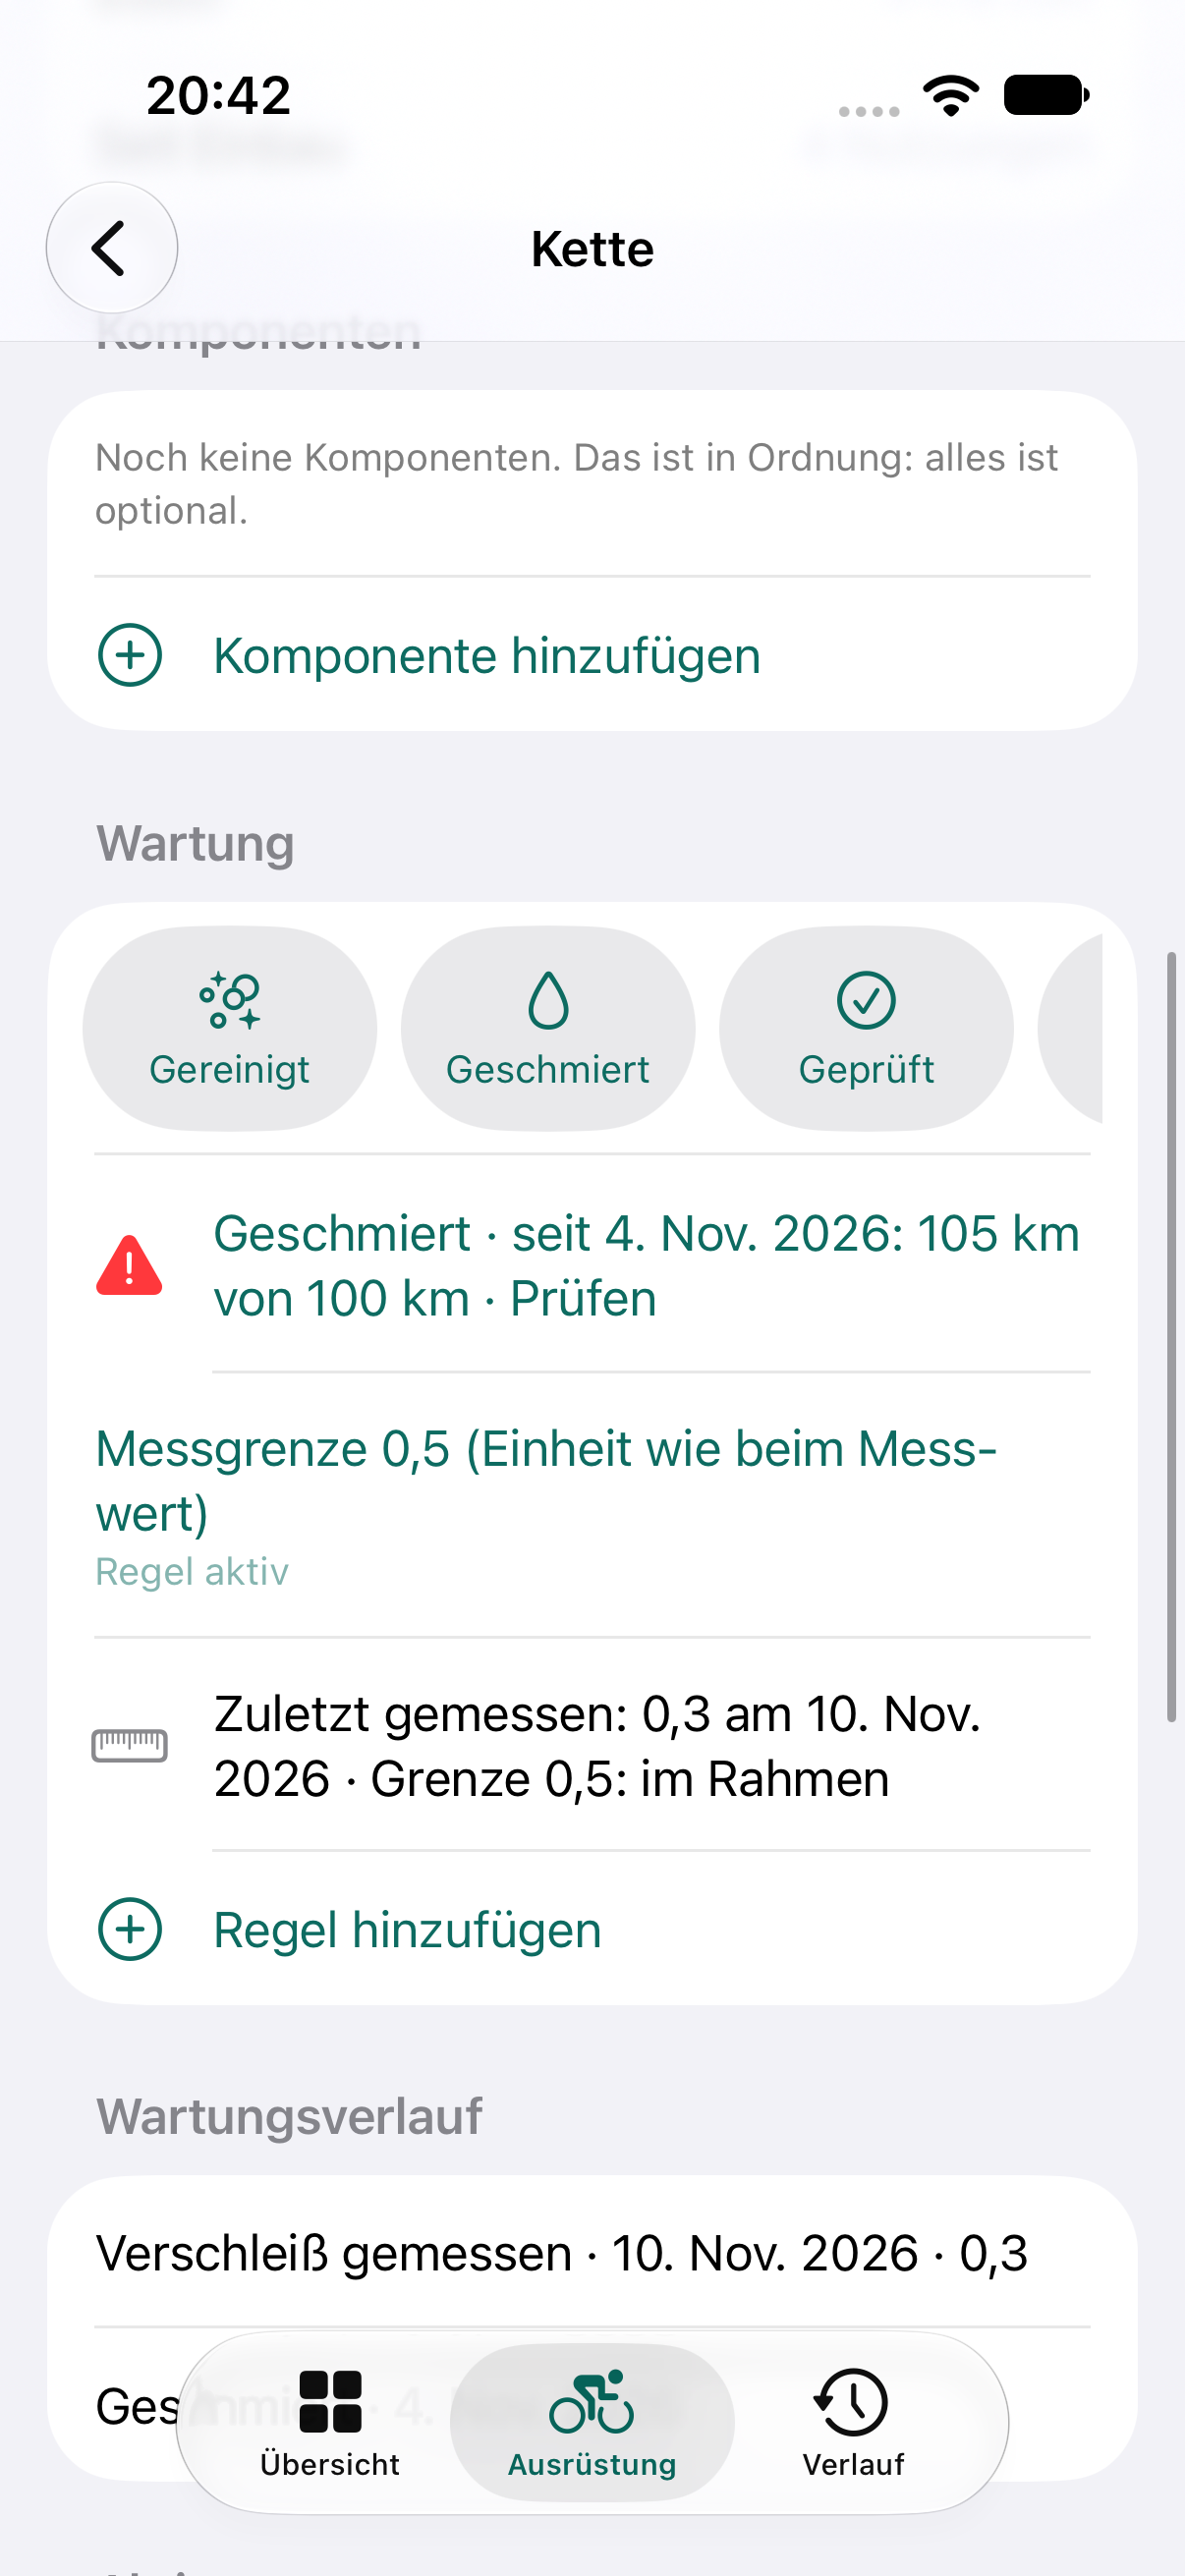 20:42
Kette
Komponenten
Noch keine Komponenten. Das ist in Ordnung: alles ist
optional.
Komponente hinzufügen
Wartung
Gereinigt
Geschmiert
Geprüft
Geschmiert · seit 4. Nov. 2026: 105 km
von 100 km · Prüfen
Messgrenze 0,5 (Einheit wie beim Mess-
wert)
Regel aktiv
Zuletzt gemessen: 0,3 am 10. Nov.
2026 · Grenze 0,5: im Rahmen
Regel hinzufügen
Wartungsverlauf
Verschleiß gemessen · 10. Nov. 2026 · 0,3
Geschmiert · 4.
Übersicht
Ausrüstung
Verlauf